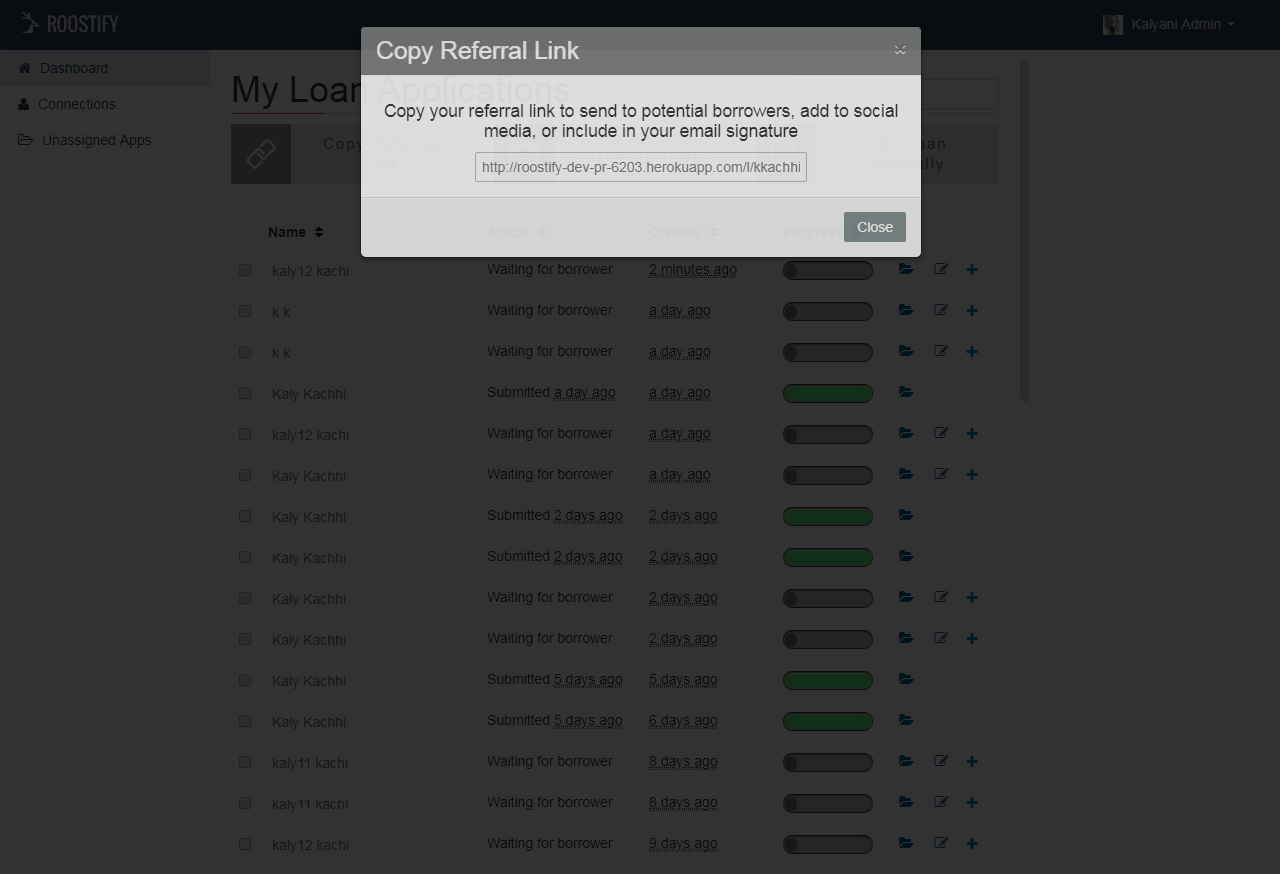 ROOSTIFY
Kalyani Admin
Copy Referral Link
×
Dashboard
Connections
Unassigned Apps
My Loan Applications
Search
Copy your referral link to send to potential borrowers, add to social
media, or include in your email signature
http://roostify-dev-pr-6203.herokuapp.com/l/kkachhi
Close
Copy Referral
Link
Add Loan
Manually
Name Status Created Progress
kaly12 kachi Waiting for borrower 2 minutes ago
k k Waiting for borrower a day ago
k k Waiting for borrower a day ago
Kaly Kachhi Submitted a day ago a day ago
kaly12 kachi Waiting for borrower a day ago
Kaly Kachhi Waiting for borrower a day ago
Kaly Kachhi Submitted 2 days ago 2 days ago
Kaly Kachhi Submitted 2 days ago 2 days ago
Kaly Kachhi Waiting for borrower 2 days ago
Kaly Kachhi Waiting for borrower 2 days ago
Kaly Kachhi Submitted 5 days ago 5 days ago
Kaly Kachhi Submitted 5 days ago 6 days ago
kaly11 kachi Waiting for borrower 8 days ago
kaly11 kachi Waiting for borrower 8 days ago
kaly12 kachi Waiting for borrower 9 days ago